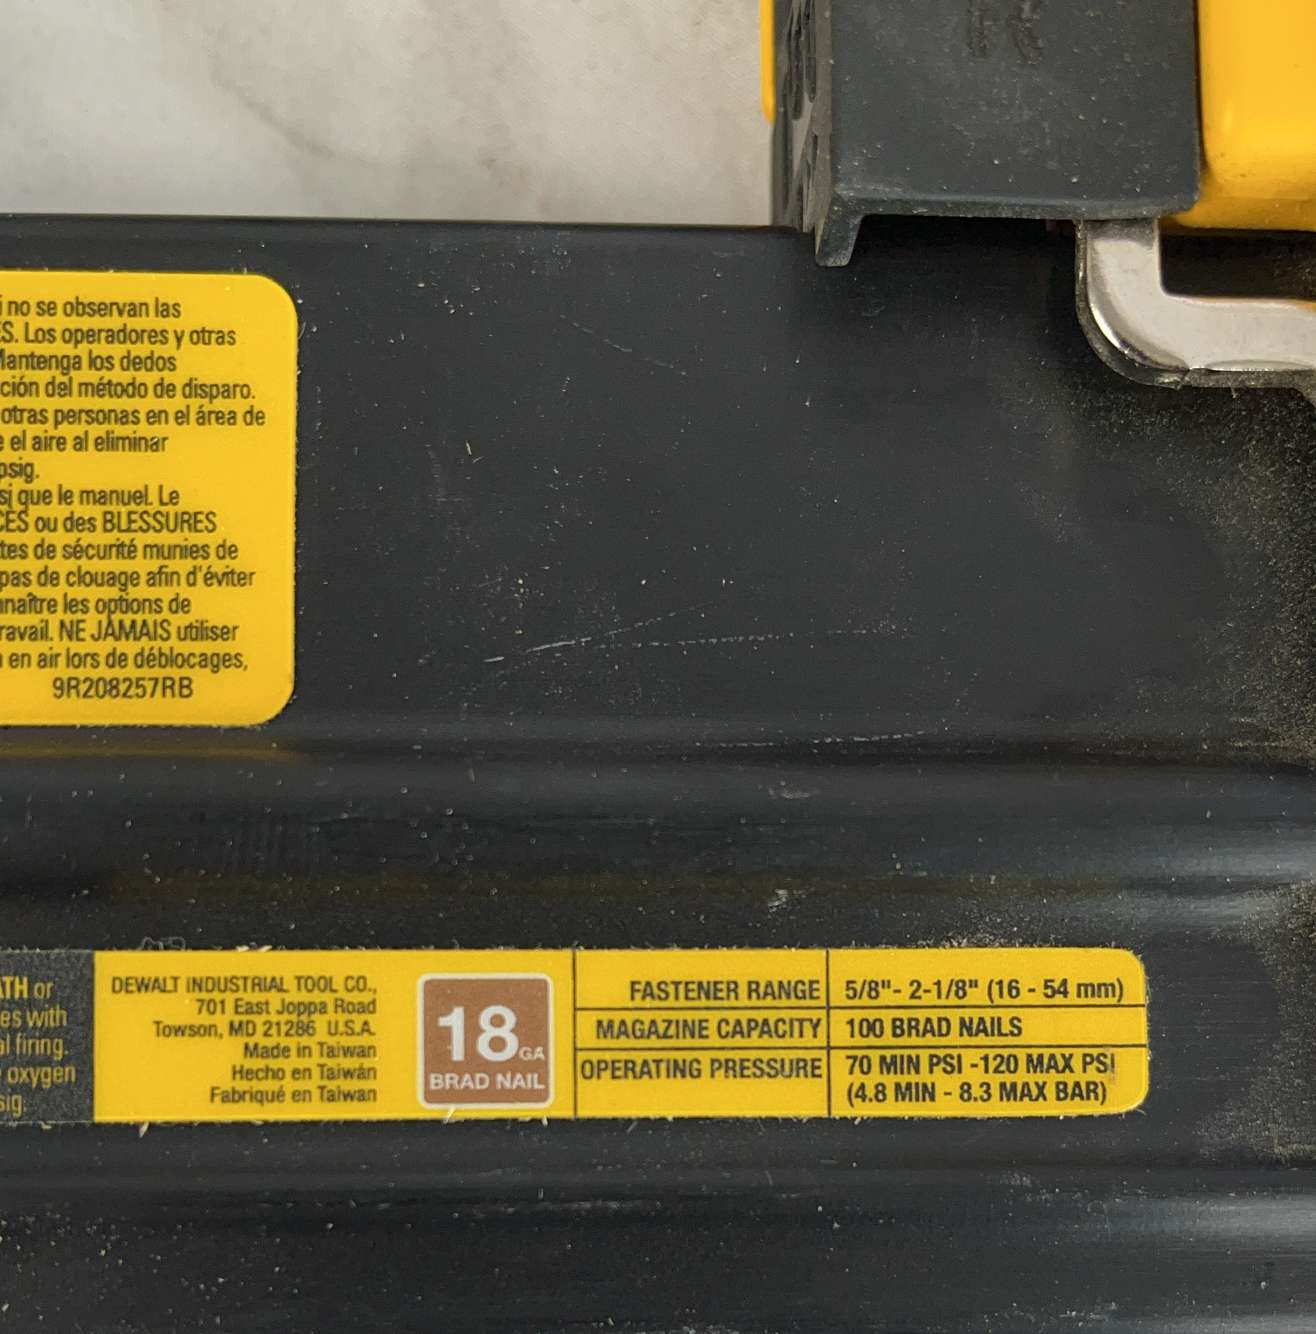 no se observan las
ES. Los operadores y otras
Mantenga los dedos
ción del método de disparo.
otras personas en el área de
e el aire al eliminar
psig.
si que le manuel. Le
CES ou des BLESSURES
tes de sécurité munies de
pas de clouage afin d'éviter
nnaître les options de
ravail. NE JAMAIS utiliser
en air lors de déblocages,
9R208257RB
ATH or
es with
al firing.
oxygen
sig.
DEWALT INDUSTRIAL TOOL CO.,
701 East Joppa Road
Towson, MD 21286 U.S.A.
Made in Taiwan
Hecho en Taiwán
Fabriqué en Taiwan
18 GA
BRAD NAIL
FASTENER RANGE 5/8"- 2-1/8" (16 - 54 mm)
MAGAZINE CAPACITY 100 BRAD NAILS
OPERATING PRESSURE 70 MIN PSI -120 MAX PSI
(4.8 MIN - 8.3 MAX BAR)